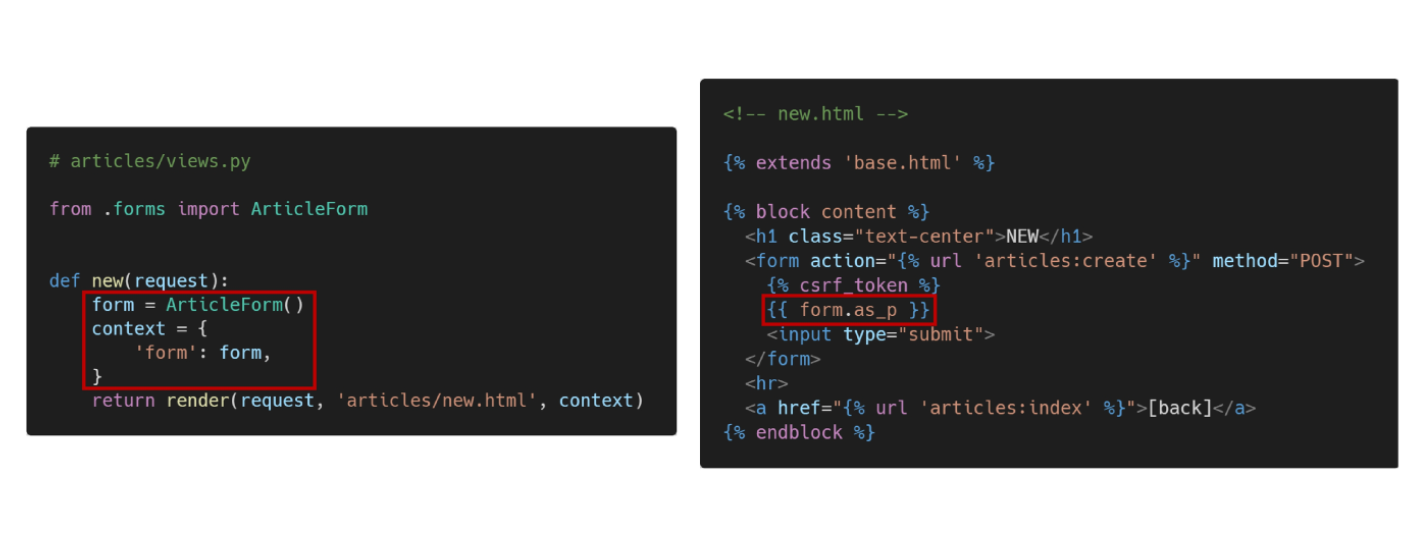 # articles/views.py
from .forms import ArticleForm
def new(request):
    form = ArticleForm()
    context = {
        'form': form,
    }
    return render(request, 'articles/new.html', context)
<!-- new.html -->
{% extends 'base.html' %}
{% block content %}
  <h1 class="text-center">NEW</h1>
  <form action="{% url 'articles:create' %}" method="POST">
    {% csrf_token %}
    {{ form.as_p }}
    <input type="submit">
  </form>
  <hr>
  <a href="{% url 'articles:index' %}">[back]</a>
{% endblock %}